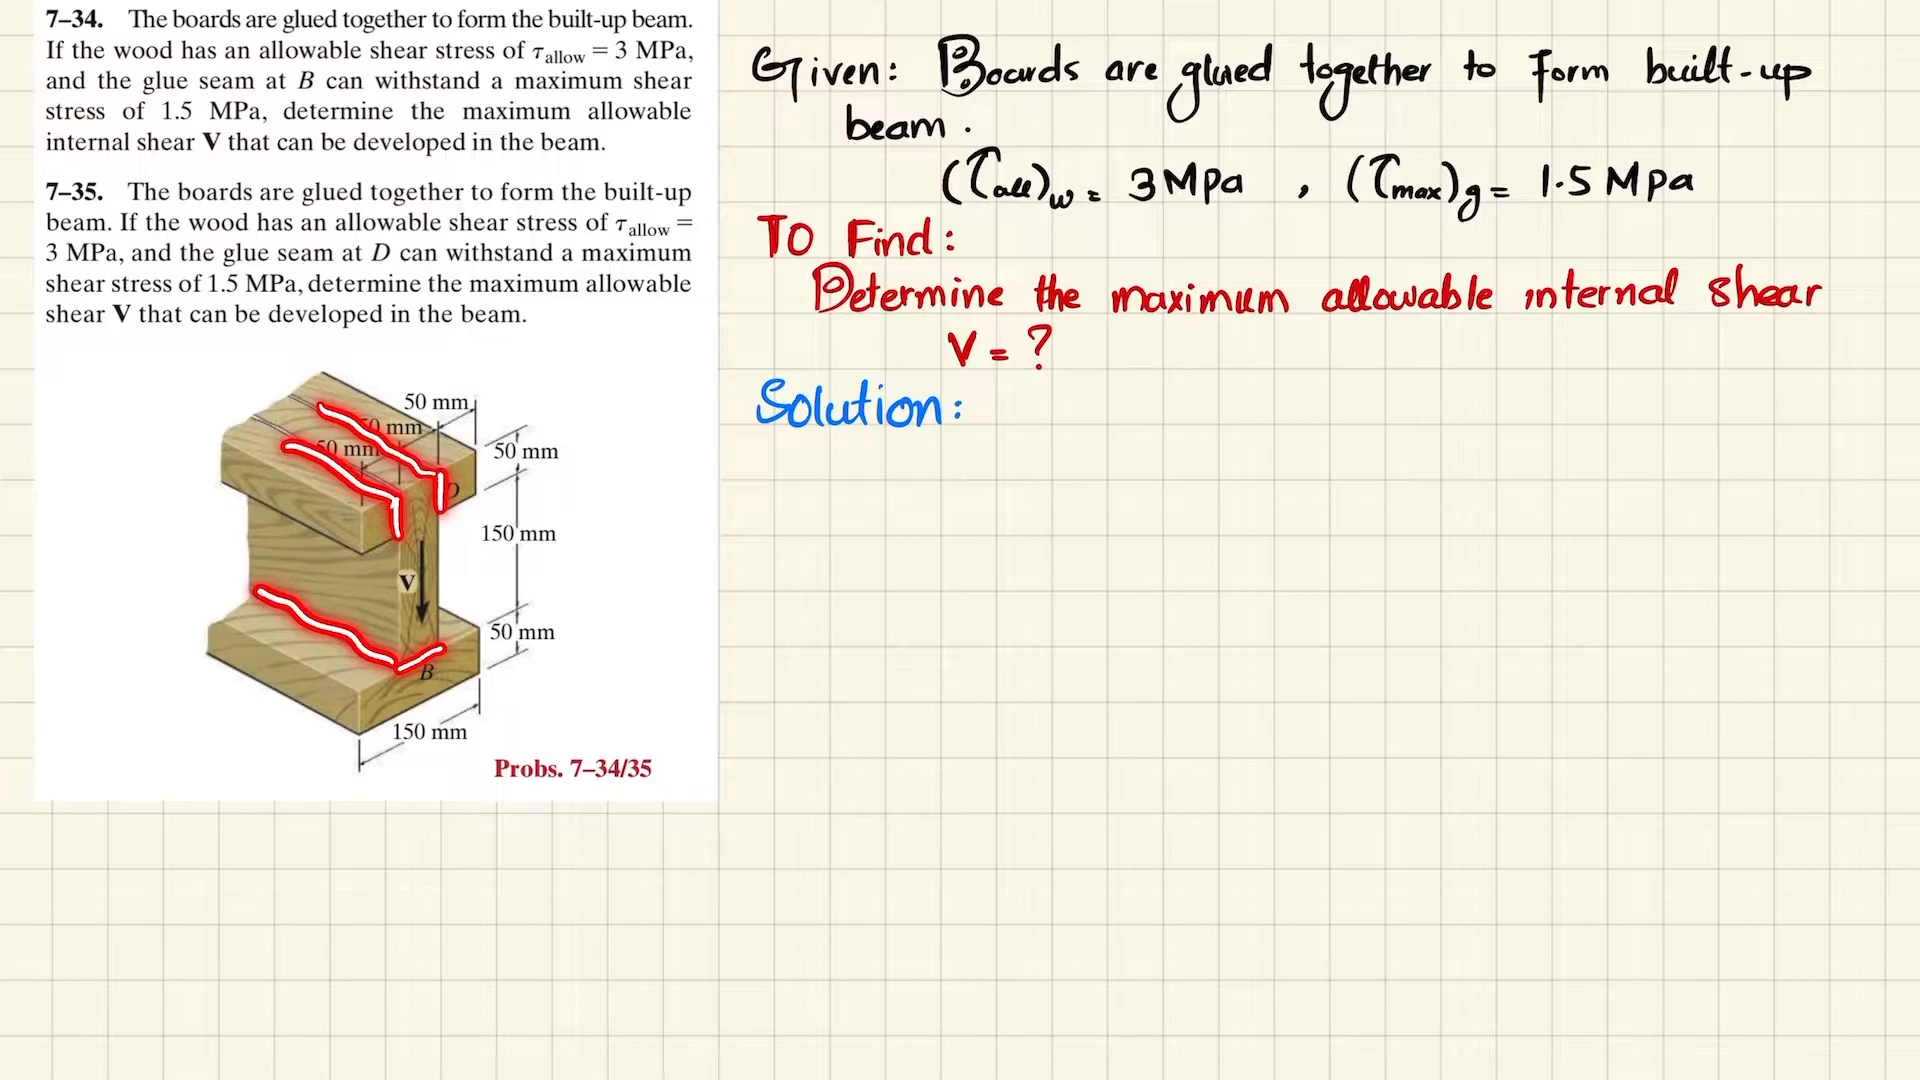 7–34. The boards are glued together to form the built-up beam.
If the wood has an allowable shear stress of τallow = 3 MPa,
and the glue seam at B can withstand a maximum shear
stress of 1.5 MPa, determine the maximum allowable
internal shear V that can be developed in the beam.
7–35. The boards are glued together to form the built-up
beam. If the wood has an allowable shear stress of τallow =
3 MPa, and the glue seam at D can withstand a maximum
shear stress of 1.5 MPa, determine the maximum allowable
shear V that can be developed in the beam.
50 mm
mm
50 mm
50 mm
D
150 mm
V
50 mm
B
150 mm
Probs. 7–34/35
Given: Boards are glued together to form built-up
beam.
(τall)w = 3 MPa , (τmax)g = 1.5 MPa
To Find:
Determine the maximum allowable internal shear
V = ?
Solution: